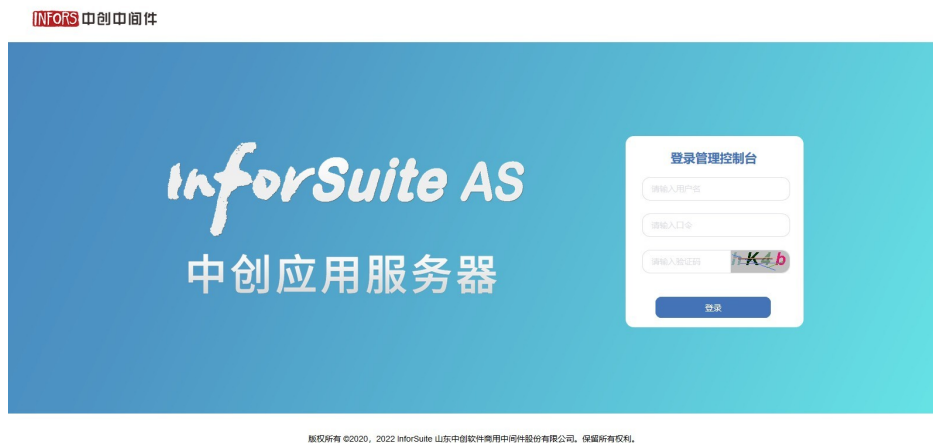 INFORS 中创中间件
InforSuite AS
中创应用服务器
登录管理控制台
请输入用户名
请输入口令
请输入验证码 hK4b
登录
版权所有 ©2020，2022 InforSuite 山东中创软件商用中间件股份有限公司。保留所有权利。